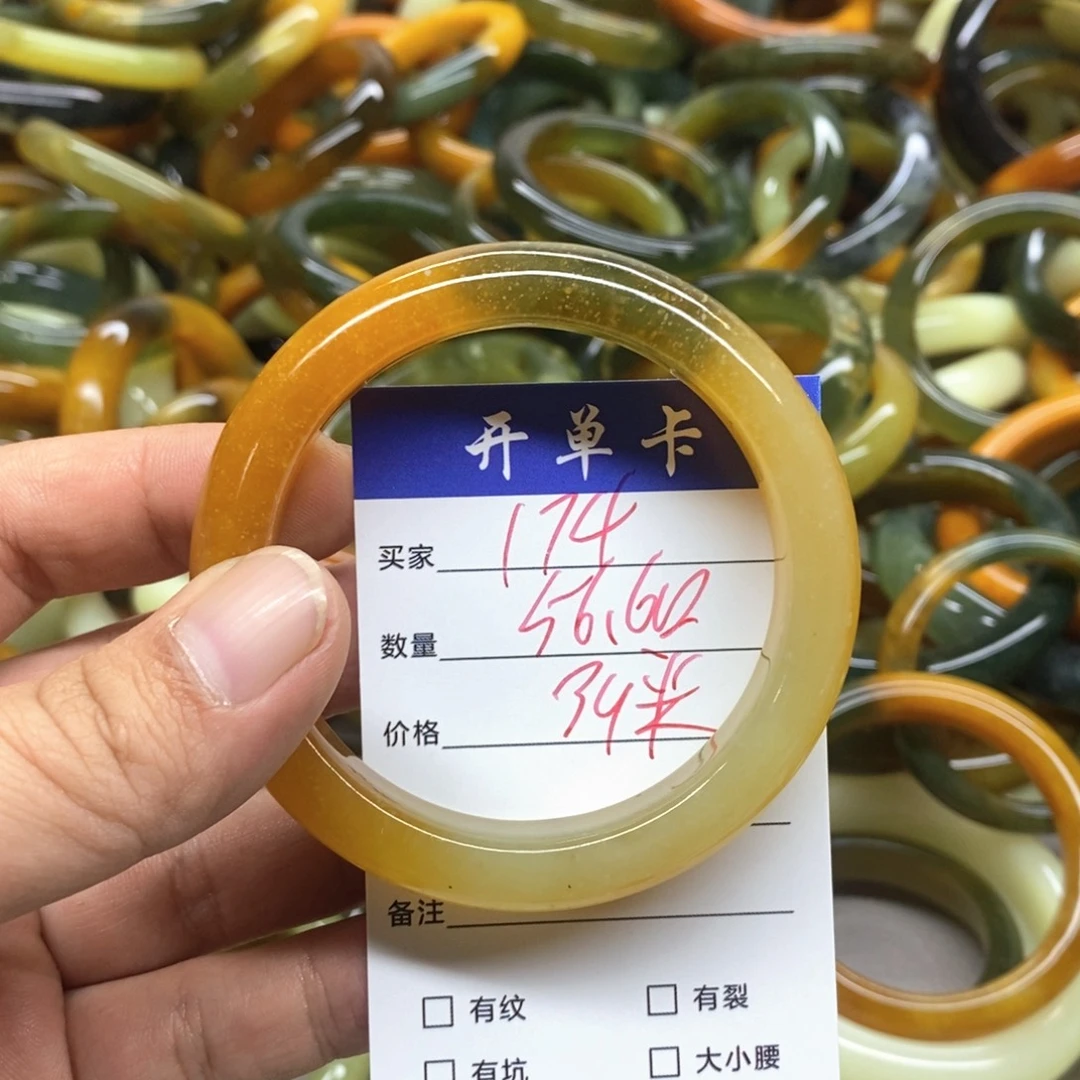 开单卡
买家 174
数量 56.60
价格 34米
备注
□ 有纹 □ 有裂
□ 有坑 □ 大小腰